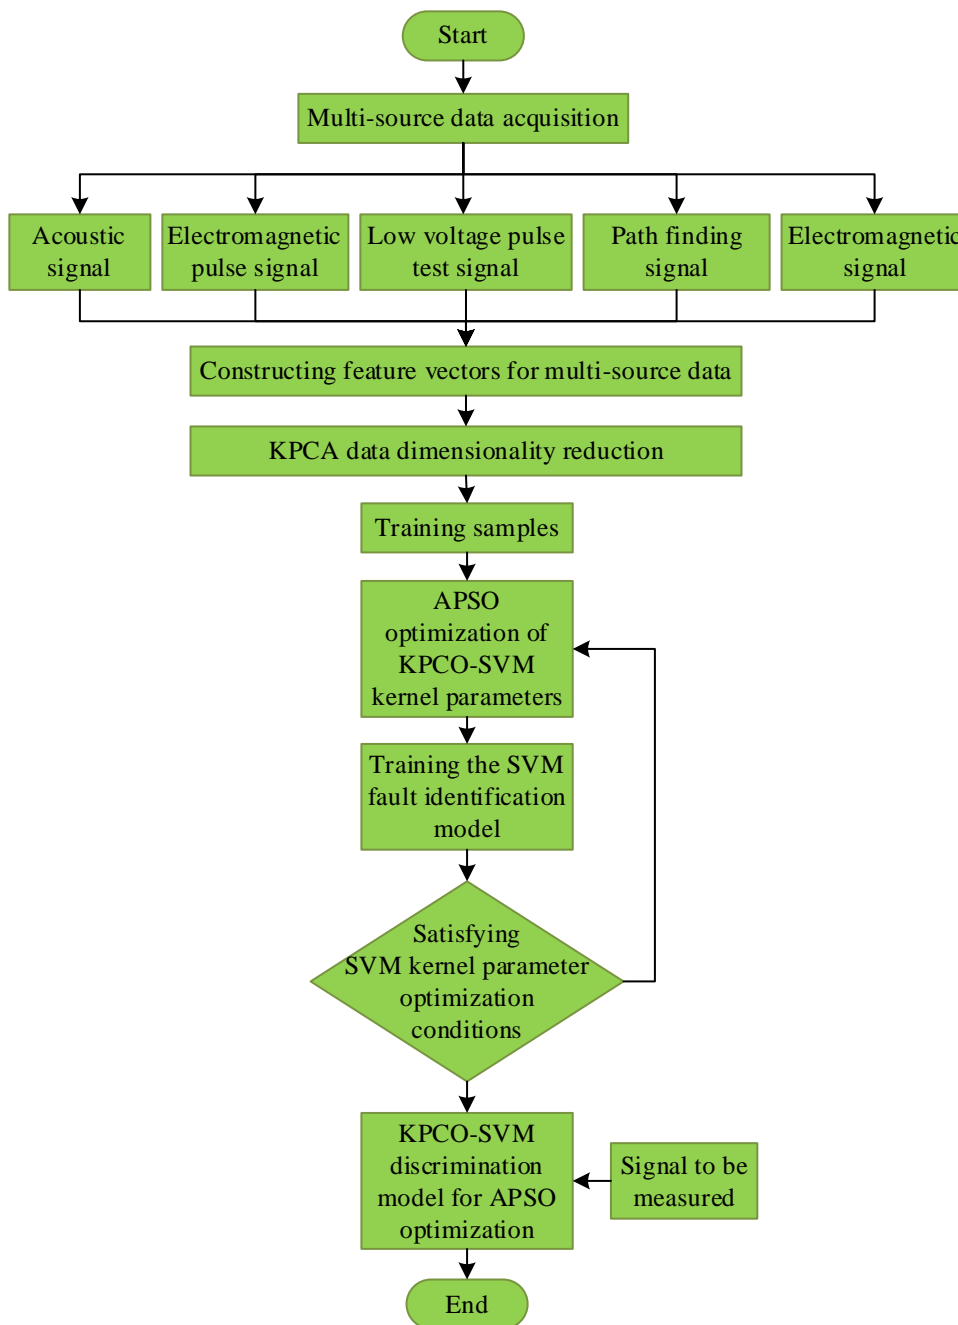 Start
Multi-source data acquisition
Acoustic
signal
Electromagnetic
pulse signal
Low voltage pulse
test signal
Path finding
signal
Electromagnetic
signal
Constructing feature vectors for multi-source data
KPCA data dimensionality reduction
Training samples
APSO
optimization of
KPCO-SVM
kernel parameters
Training the SVM
fault identification
model
Satisfying
SVM kernel parameter
optimization
conditions
KPCO-SVM
discrimination
model for APSO
optimization
Signal to be
measured
End